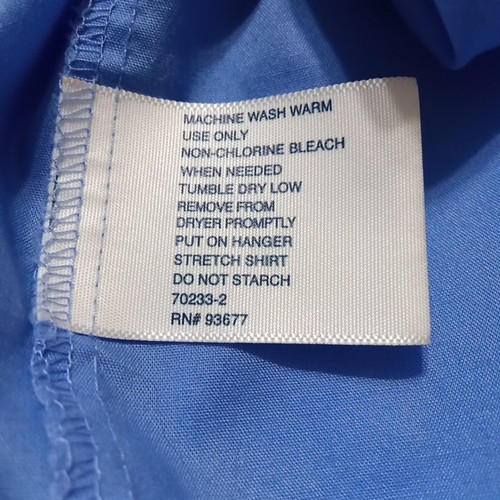 MACHINE WASH WARM
USE ONLY
NON-CHLORINE BLEACH
WHEN NEEDED
TUMBLE DRY LOW
REMOVE FROM
DRYER PROMPTLY
PUT ON HANGER
STRETCH SHIRT
DO NOT STARCH
70233-2
RN# 93677